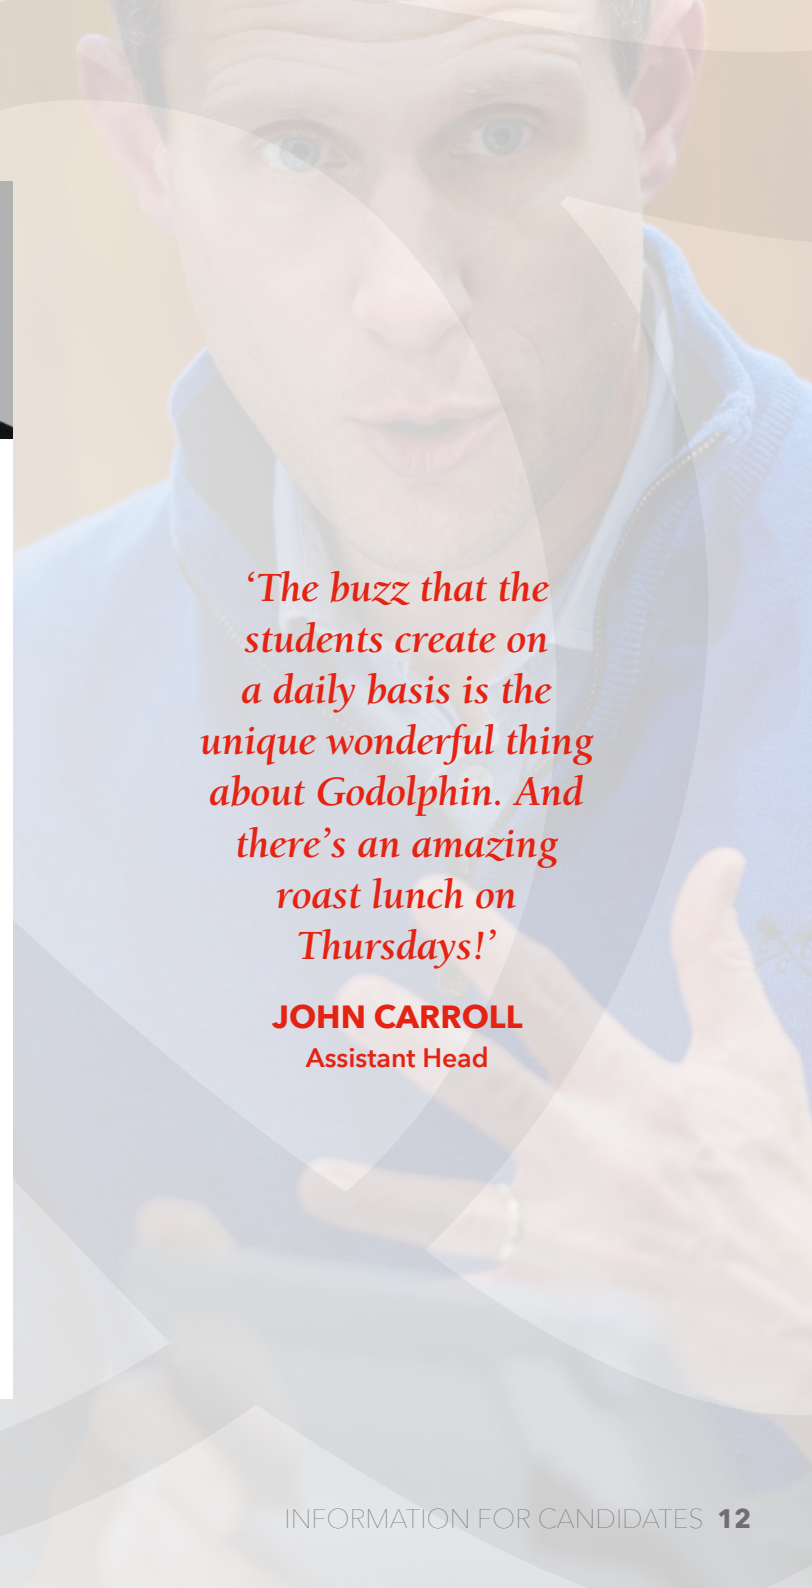 ‘The buzz that the
students create on
a daily basis is the
unique wonderful thing
about Godolphin. And
there’s an amazing
roast lunch on
Thursdays!’
JOHN CARROLL
Assistant Head
INFORMATION FOR CANDIDATES 12